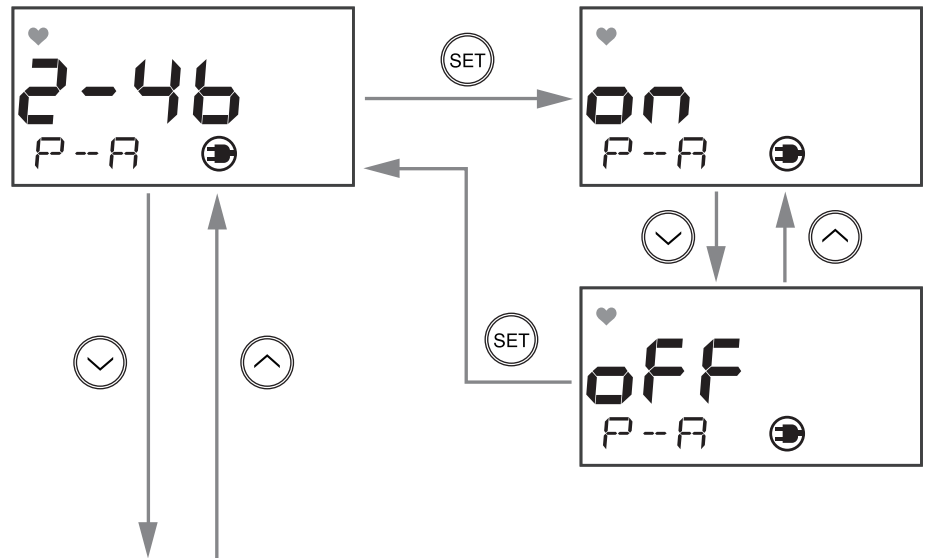 2-46
P--A
SET
on
P--A
SET
oFF
P--A